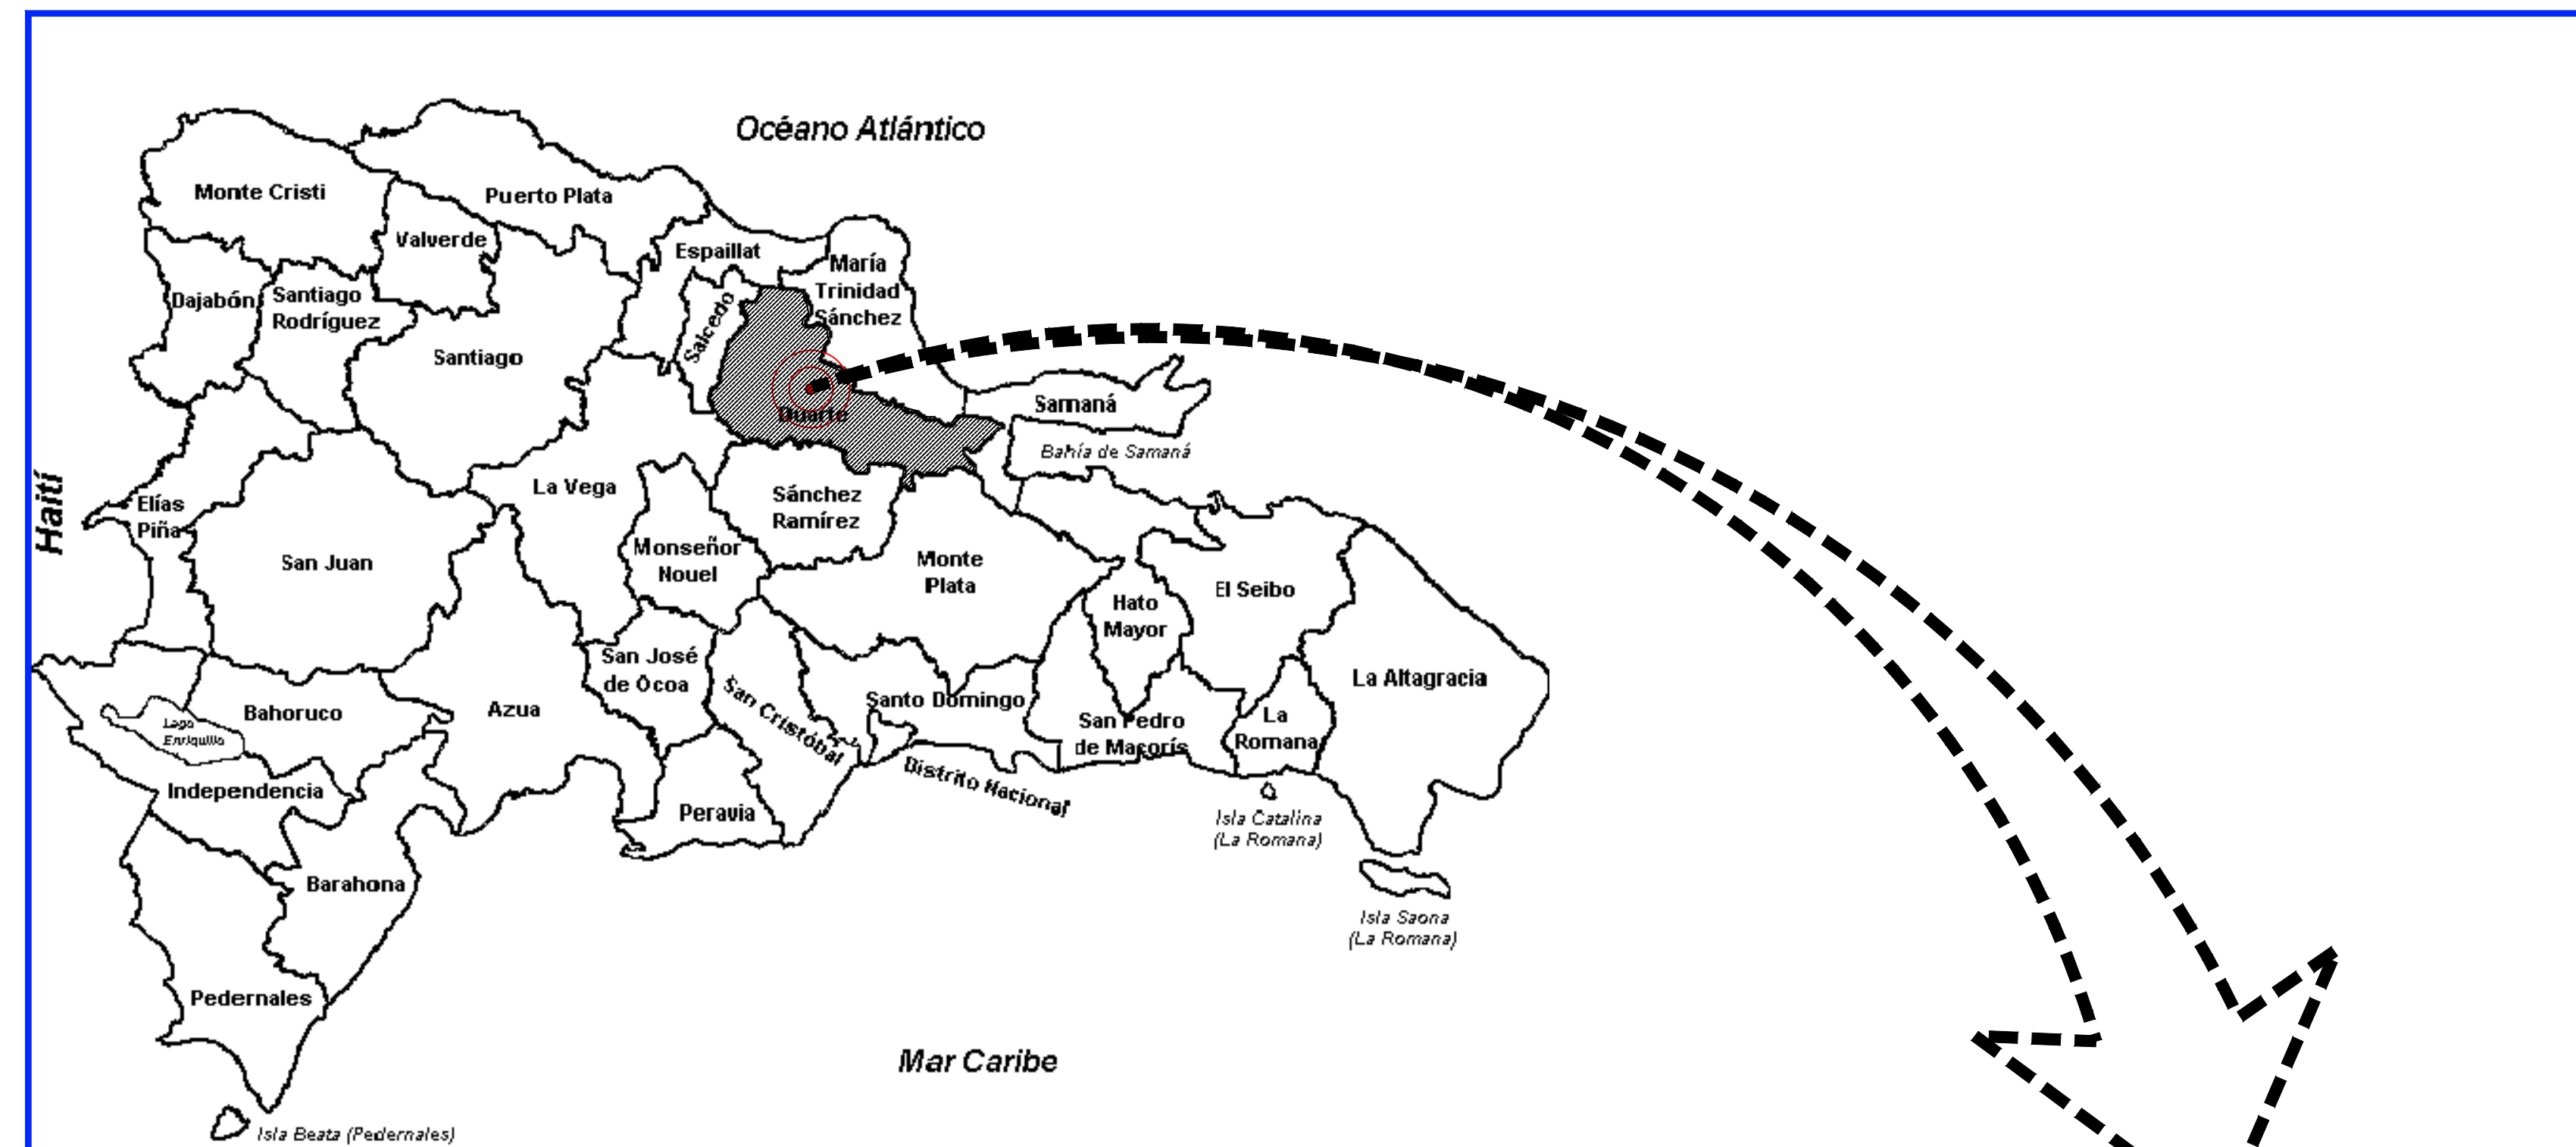 Océano Atlántico
Monte Cristi
Puerto Plata
Valverde
Espaillat
María
Trinidad
Sánchez
Dajabón
Santiago
Rodríguez
Salcedo
Santiago
Duarte
Samaná
Bahía de Samaná
Haití
La Vega
Elías
Piña
Sánchez
Ramírez
San Juan
Monseñor
Nouel
Monte
Plata
El Seibo
Hato
Mayor
San José
de Ocoa
La Altagracia
San Cristóbal
Santo Domingo
Azua
Bahoruco
Lago
Enriquillo
San Pedro
de Macorís
La
Romana
Distrito Nacional
Independencia
Peravia
Isla Catalina
(La Romana)
Barahona
Isla Saona
(La Romana)
Pedernales
Mar Caribe
Isla Beata (Pedernales)